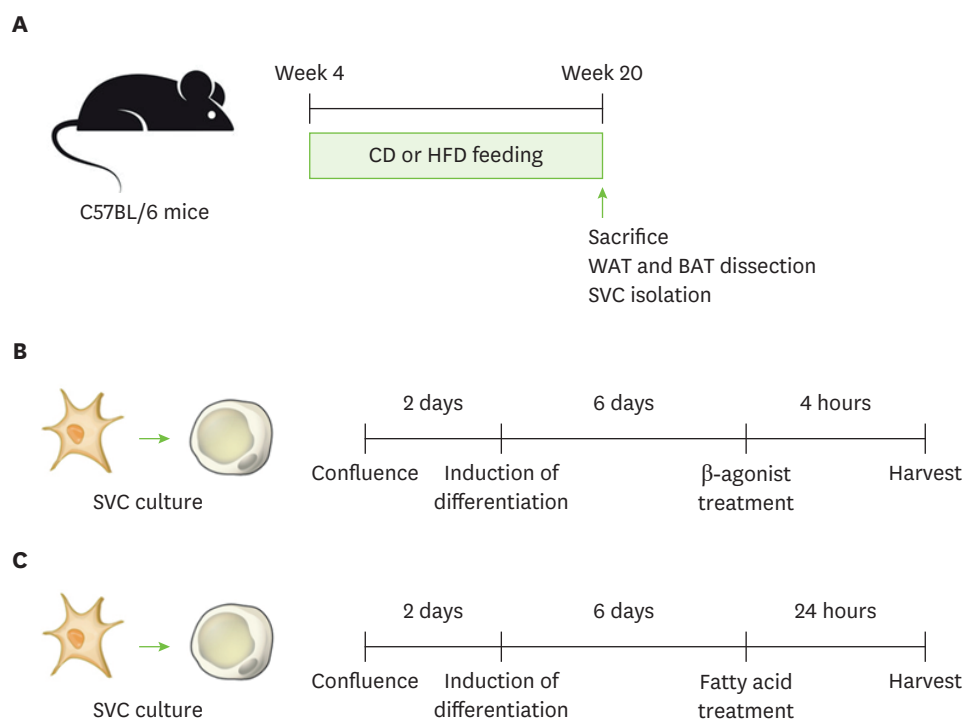 A
Week 4
Week 20
CD or HFD feeding
C57BL/6 mice
Sacrifice
WAT and BAT dissection
SVC isolation
B
2 days
6 days
4 hours
SVC culture
Confluence
Induction of
differentiation
β-agonist
treatment
Harvest
C
2 days
6 days
24 hours
SVC culture
Confluence
Induction of
differentiation
Fatty acid
treatment
Harvest